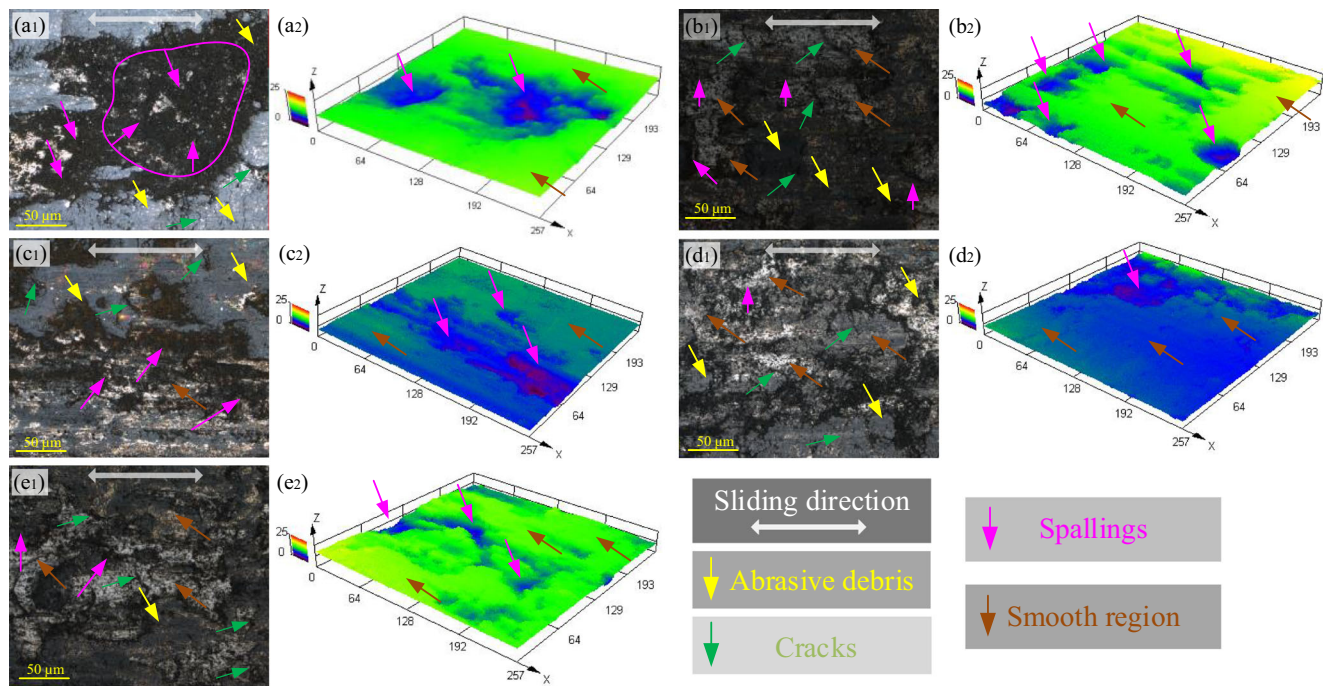 (a1)
50 μm
(a2)
Z
25
0
0
64
128
192
257
X
64
129
193
(b1)
50 μm
(b2)
Z
25
0
0
64
128
192
257
X
64
129
193
(c1)
50 μm
(c2)
Z
25
0
0
64
128
192
257
X
64
129
193
(d1)
50 μm
(d2)
Z
25
0
0
64
128
192
257
X
64
129
193
(e1)
50 μm
(e2)
Z
25
0
0
64
128
192
257
X
64
129
193
Sliding direction
Abrasive debris
Cracks
Spallings
Smooth region